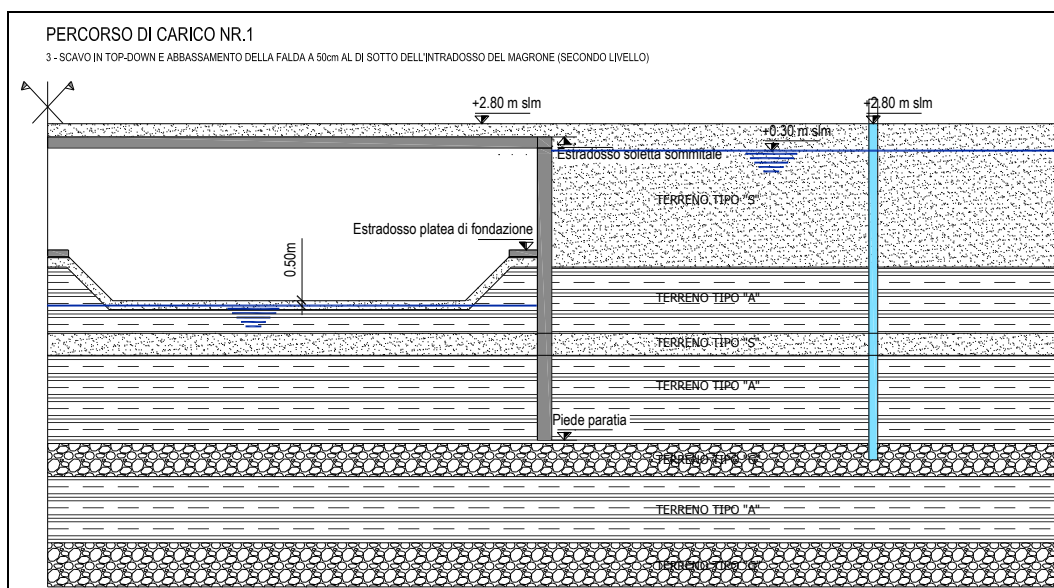 PERCORSO DI CARICO NR.1
3 - SCAVO IN TOP-DOWN E ABBASSAMENTO DELLA FALDA A 50cm AL DI SOTTO DELL'INTRADOSSO DEL MAGRONE (SECONDO LIVELLO)
+2.80 m slm
+2.80 m slm
+0.30 m slm
Estradosso soletta sommitale
TERRENO TIPO "S"
Estradosso platea di fondazione
0.50m
TERRENO TIPO "A"
TERRENO TIPO "S"
TERRENO TIPO "A"
Piede paratia
TERRENO TIPO "G"
TERRENO TIPO "A"
TERRENO TIPO "G"